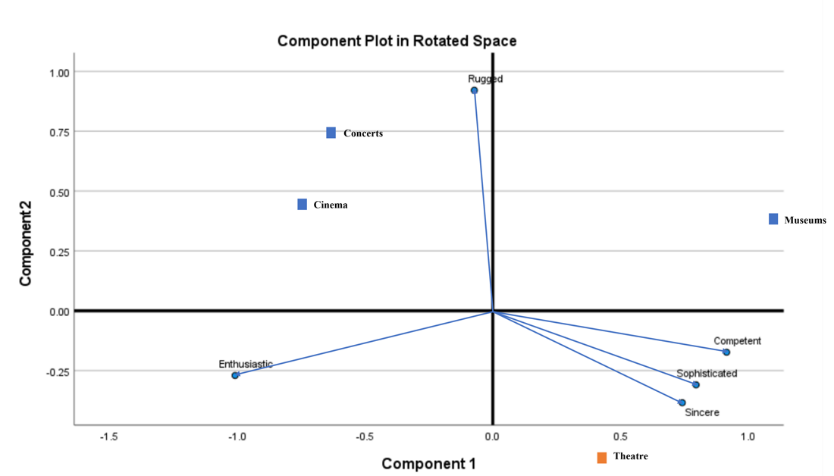 Component Plot in Rotated Space
1.00
Rugged
0.75
Concerts
0.50
Cinema
Museums
0.25
Component2
0.00
Competent
Enthusiastic
-0.25
Sophisticated
Sincere
-1.5 -1.0 -0.5 0.0 0.5 1.0
Theatre
Component 1